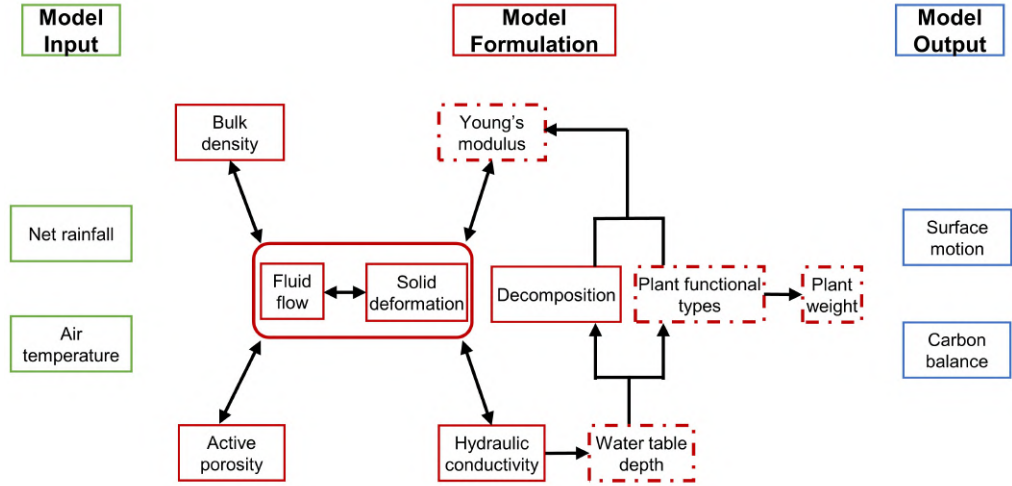 Model
Input
Model
Formulation
Model
Output
Bulk
density
Young's
modulus
Net rainfall
Surface
motion
Fluid
flow
Solid
deformation
Decomposition
Plant functional
types
Plant
weight
Air
temperature
Carbon
balance
Active
porosity
Hydraulic
conductivity
Water table
depth